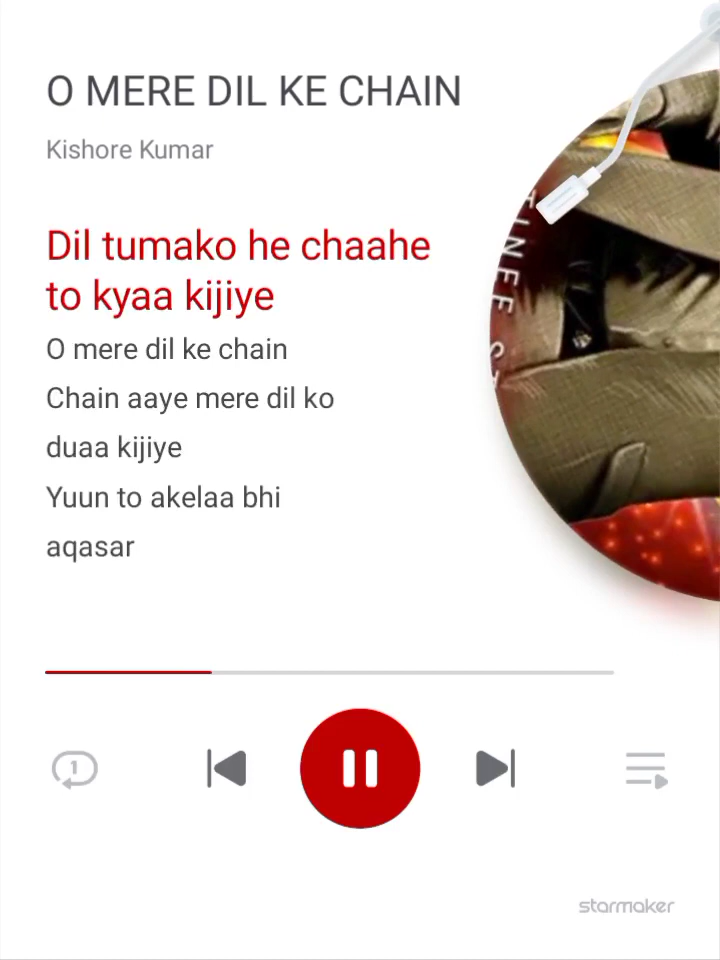 O MERE DIL KE CHAIN
Kishore Kumar
Dil tumako he chaahe
to kyaa kijiye
O mere dil ke chain
Chain aaye mere dil ko
duaa kijiye
Yuun to akelaa bhi
aqasar
1
starmaker